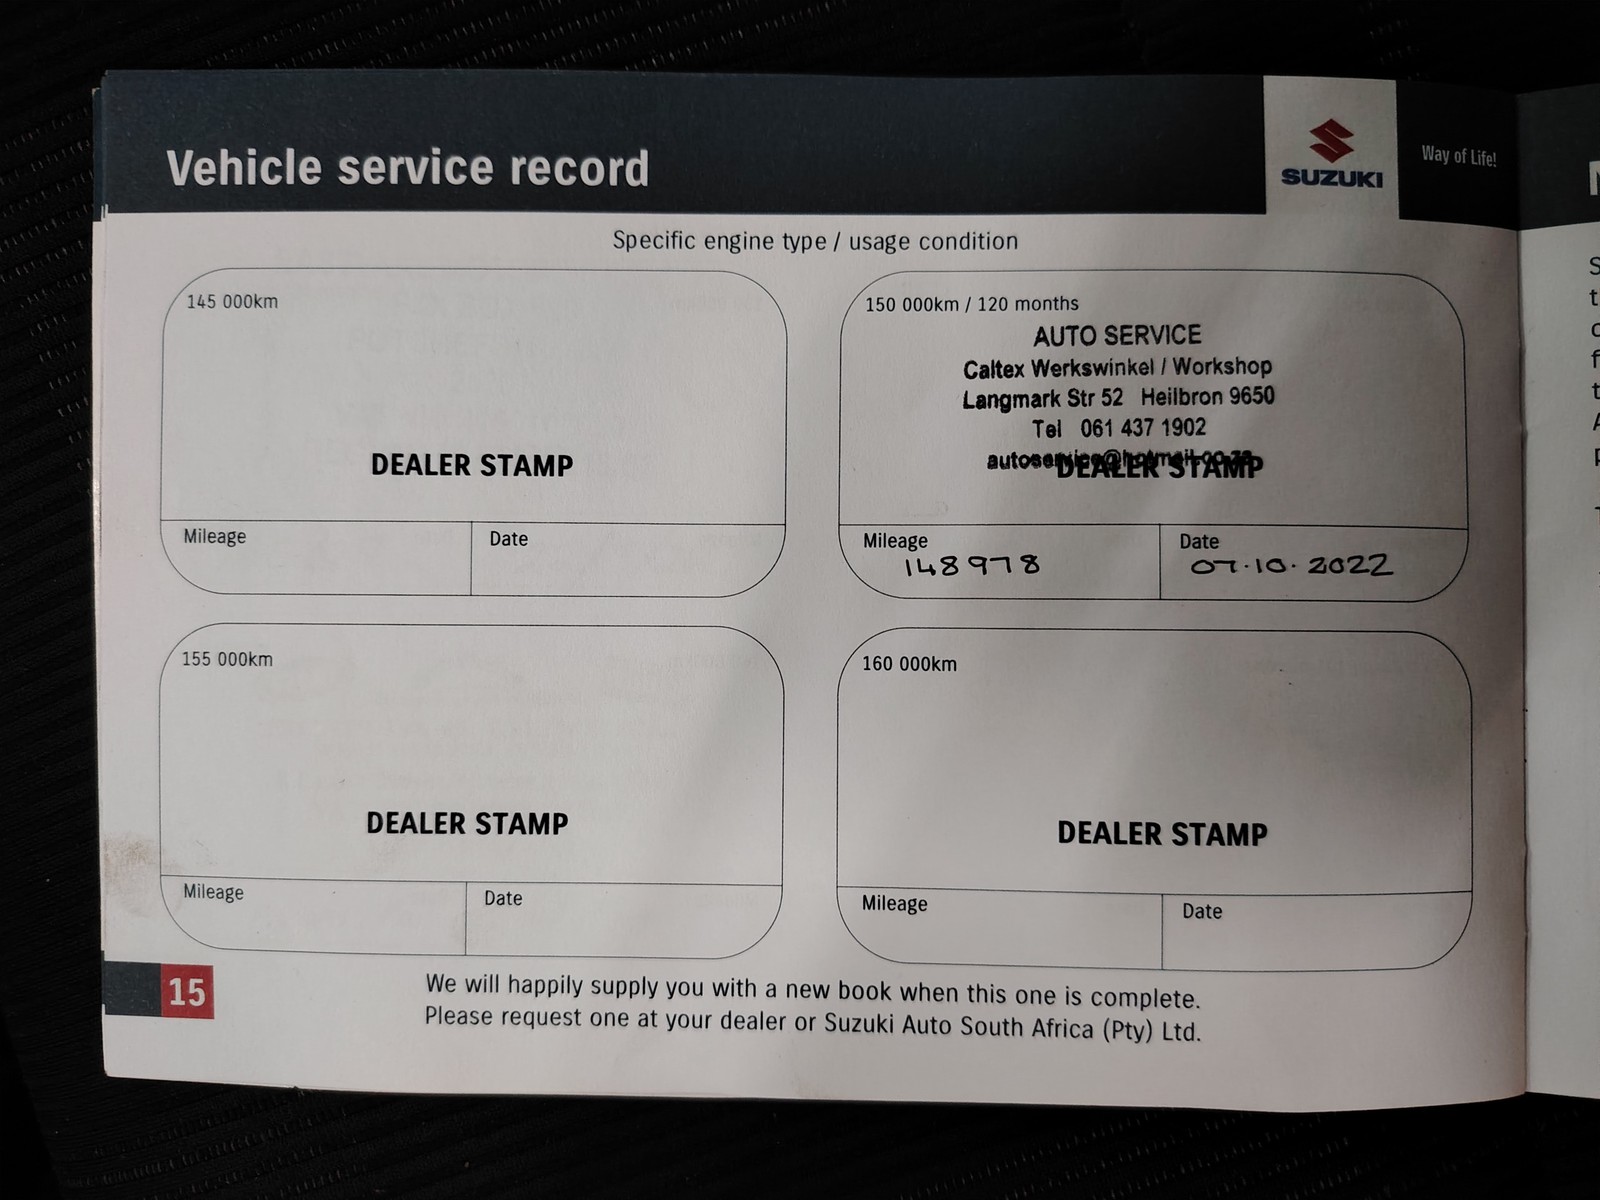 Vehicle service record
SUZUKI
Way of Life!
Specific engine type / usage condition
145 000km
DEALER STAMP
Mileage
Date
150 000km / 120 months
AUTO SERVICE
Caltex Werkswinkel / Workshop
Langmark Str 52 Heilbron 9650
Tel 061 437 1902
autoservice@hotmail.co.za
DEALER STAMP
Mileage
148978
Date
07.10.2022
155 000km
DEALER STAMP
Mileage
Date
160 000km
DEALER STAMP
Mileage
Date
15
We will happily supply you with a new book when this one is complete.
Please request one at your dealer or Suzuki Auto South Africa (Pty) Ltd.